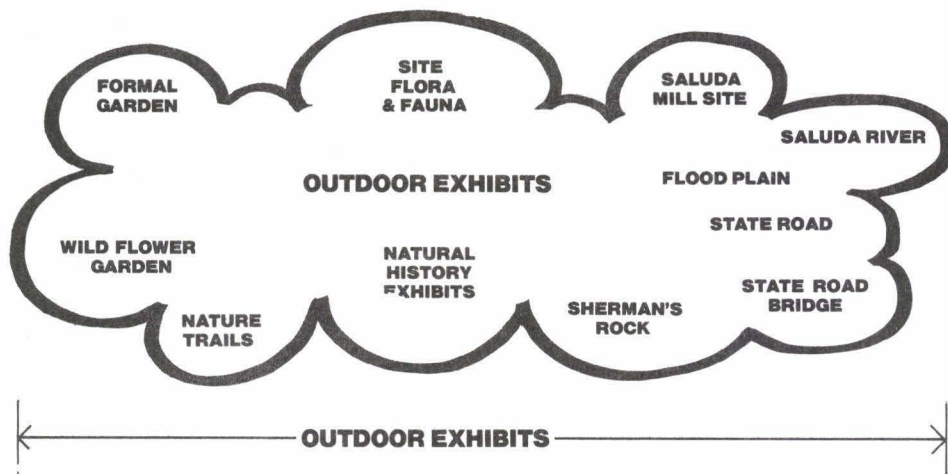 FORMAL
GARDEN
SITE
FLORA
& FAUNA
SALUDA
MILL SITE
SALUDA RIVER
OUTDOOR EXHIBITS
FLOOD PLAIN
STATE ROAD
WILD FLOWER
GARDEN
NATURAL
HISTORY
EXHIBITS
STATE ROAD
BRIDGE
SHERMAN'S
ROCK
NATURE
TRAILS
OUTDOOR EXHIBITS